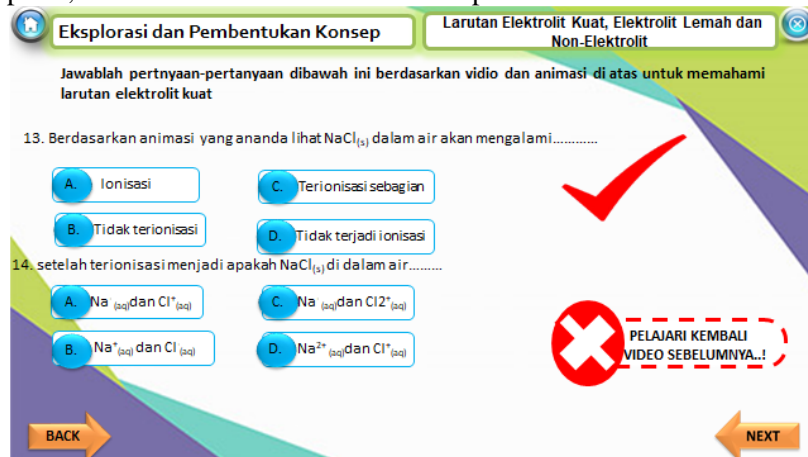 Eksplorasi dan Pembentukan Konsep
Larutan Elektrolit Kuat, Elektrolit Lemah dan
Non-Elektrolit
Jawablah pertnyaan-pertanyaan dibawah ini berdasarkan vidio dan animasi di atas untuk memahami
larutan elektrolit kuat
13. Berdasarkan animasi yang ananda lihat NaCl(s) dalam air akan mengalami............
A. Ionisasi
C. Terionisasi sebagian
B. Tidak terionisasi
D. Tidak terjadi ionisasi
14. setelah terionisasi menjadi apakah NaCl(s) di dalam air.........
A. Na (aq) dan Cl⁺(aq)
C. Na (aq) dan Cl2⁺(aq)
B. Na⁺(aq) dan Cl (aq)
D. Na²⁺ (aq) dan Cl⁺(aq)
PELAJARI KEMBALI
VIDEO SEBELUMNYA..!
BACK
NEXT